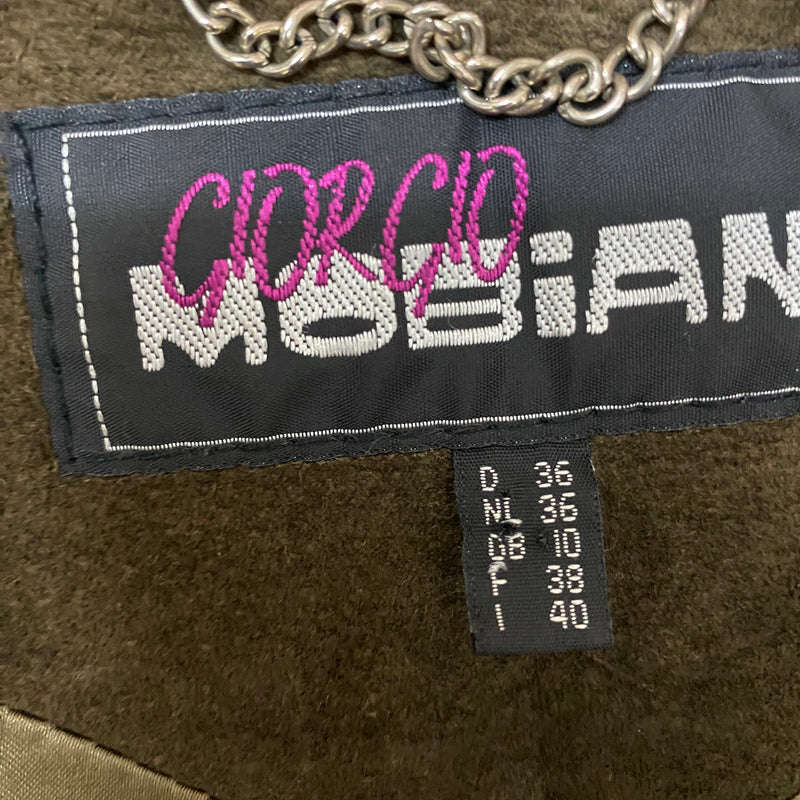 GIORGIO
MOBiAN
D 36
NL 36
GB 10
F 38
I 40